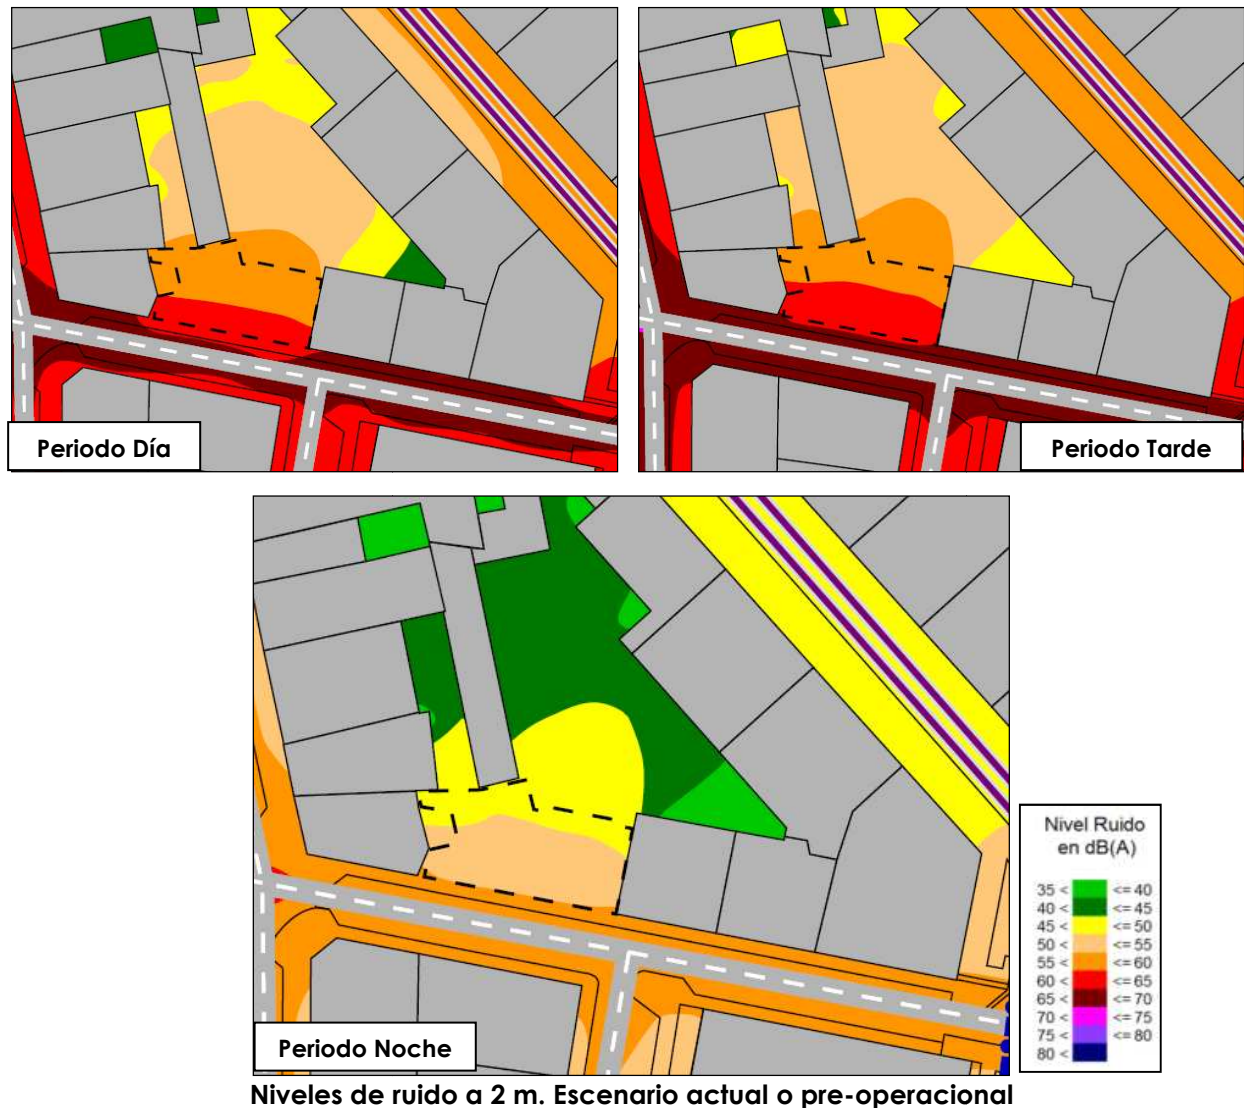 Periodo Día
Periodo Tarde
Periodo Noche
Nivel Ruido
en dB(A)
35 < <= 40
40 < <= 45
45 < <= 50
50 < <= 55
55 < <= 60
60 < <= 65
65 < <= 70
70 < <= 75
75 < <= 80
80 <
Niveles de ruido a 2 m. Escenario actual o pre-operacional